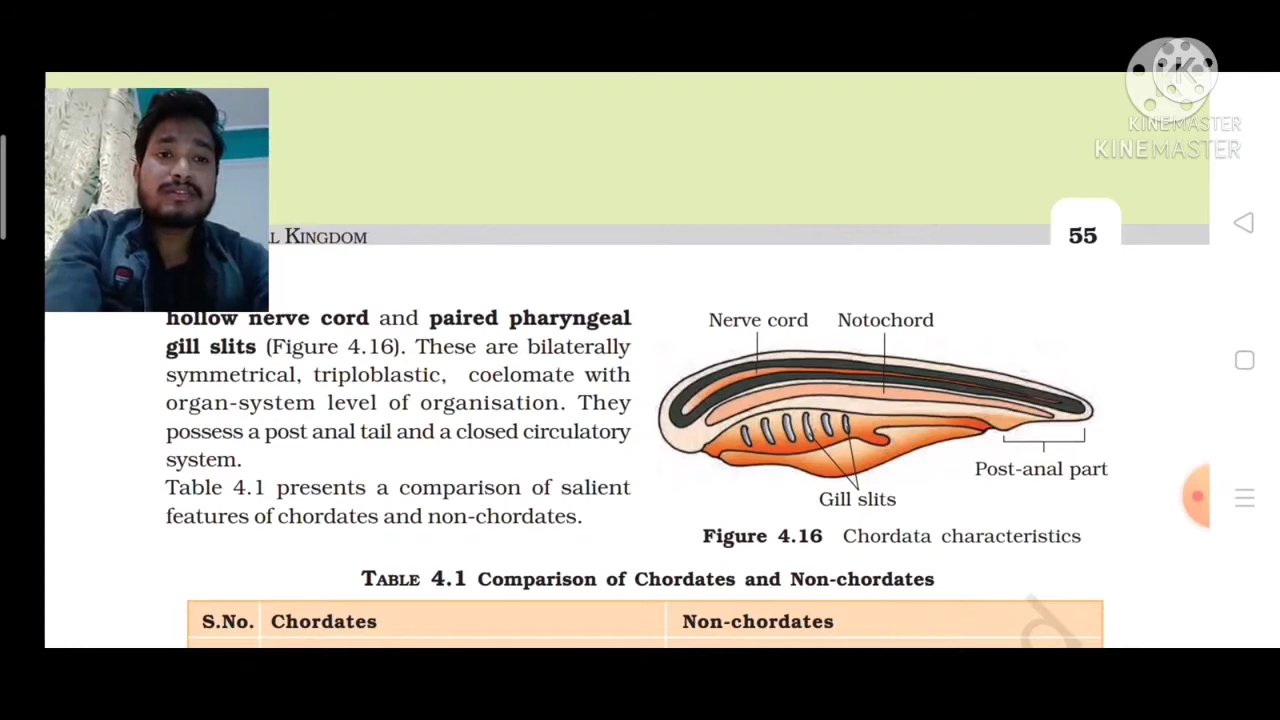 KINEMASTER
KINEMASTER
L KINGDOM
55
hollow nerve cord and paired pharyngeal
gill slits (Figure 4.16). These are bilaterally
symmetrical, triploblastic, coelomate with
organ-system level of organisation. They
possess a post anal tail and a closed circulatory
system.
Table 4.1 presents a comparison of salient
features of chordates and non-chordates.
Nerve cord Notochord
Post-anal part
Gill slits
Figure 4.16 Chordata characteristics
TABLE 4.1 Comparison of Chordates and Non-chordates
S.No. Chordates Non-chordates
d